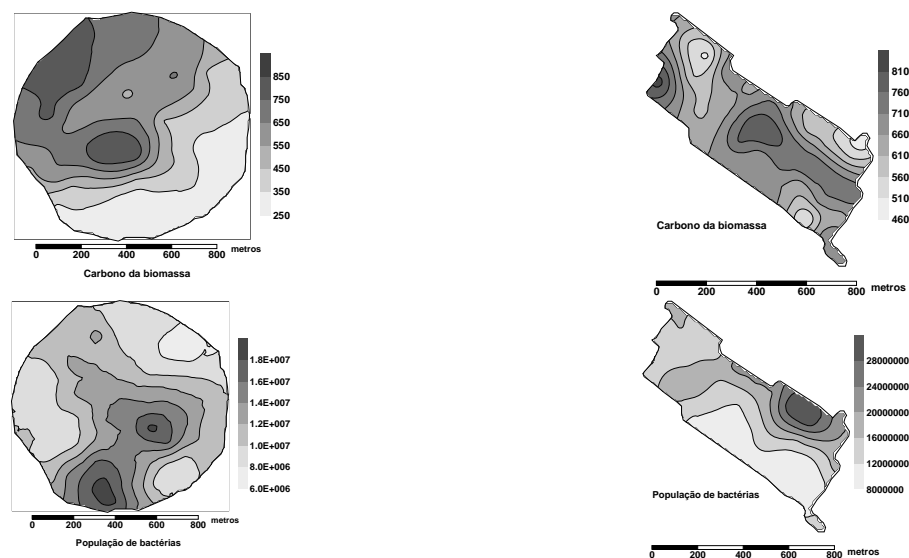 850
750
650
550
450
350
250
metros
0 200 400 600 800
Carbono da biomassa
810
760
710
660
610
560
510
460
Carbono da biomassa
metros
0 200 400 600 800
1.8E+007
1.6E+007
1.4E+007
1.2E+007
1.0E+007
8.0E+006
6.0E+006
metros
0 200 400 600 800
População de bactérias
28000000
24000000
20000000
16000000
12000000
8000000
População de bactérias
metros
0 200 400 600 800